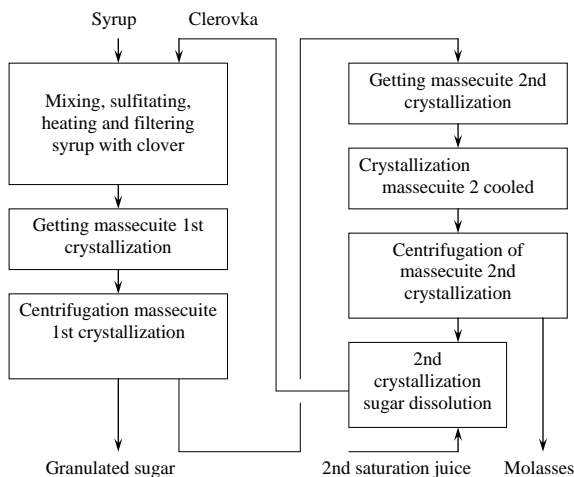 Syrup
Clerovka
Mixing, sulfitating,
heating and filtering
syrup with clover
Getting massecuite 1st
crystallization
Centrifugation massecuite
1st crystallization
Granulated sugar
Getting massecuite 2nd
crystallization
Crystallization
massecuite 2 cooled
Centrifugation of
massecuite 2nd
crystallization
2nd
crystallization
sugar dissolution
2nd saturation juice
Molasses